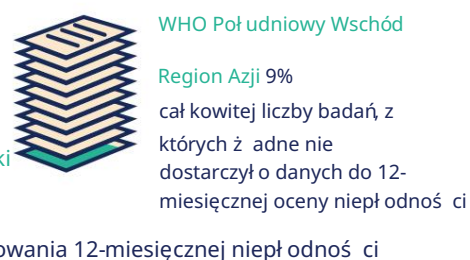 WHO Poł udniowy Wschód
Region Azji 9%
cał kowitej liczby badań, z
których ż adne nie
dostarczył o danych do 12-
miesięcznej oceny niepł odnoś ci
ki
owania 12-miesięcznej niepł odnoś ci